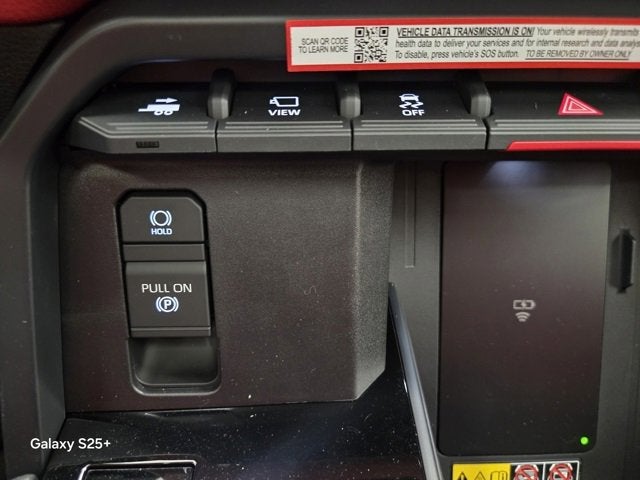 SCAN QR CODE
TO LEARN MORE
VEHICLE DATA TRANSMISSION IS ON! Your vehicle wirelessly transmits
health data to deliver your services and for internal research and data
To disable, press vehicle's SOS button. TO BE REMOVED BY OWNER ONLY
VIEW
OFF
HOLD
PULL ON
P
Galaxy S25+